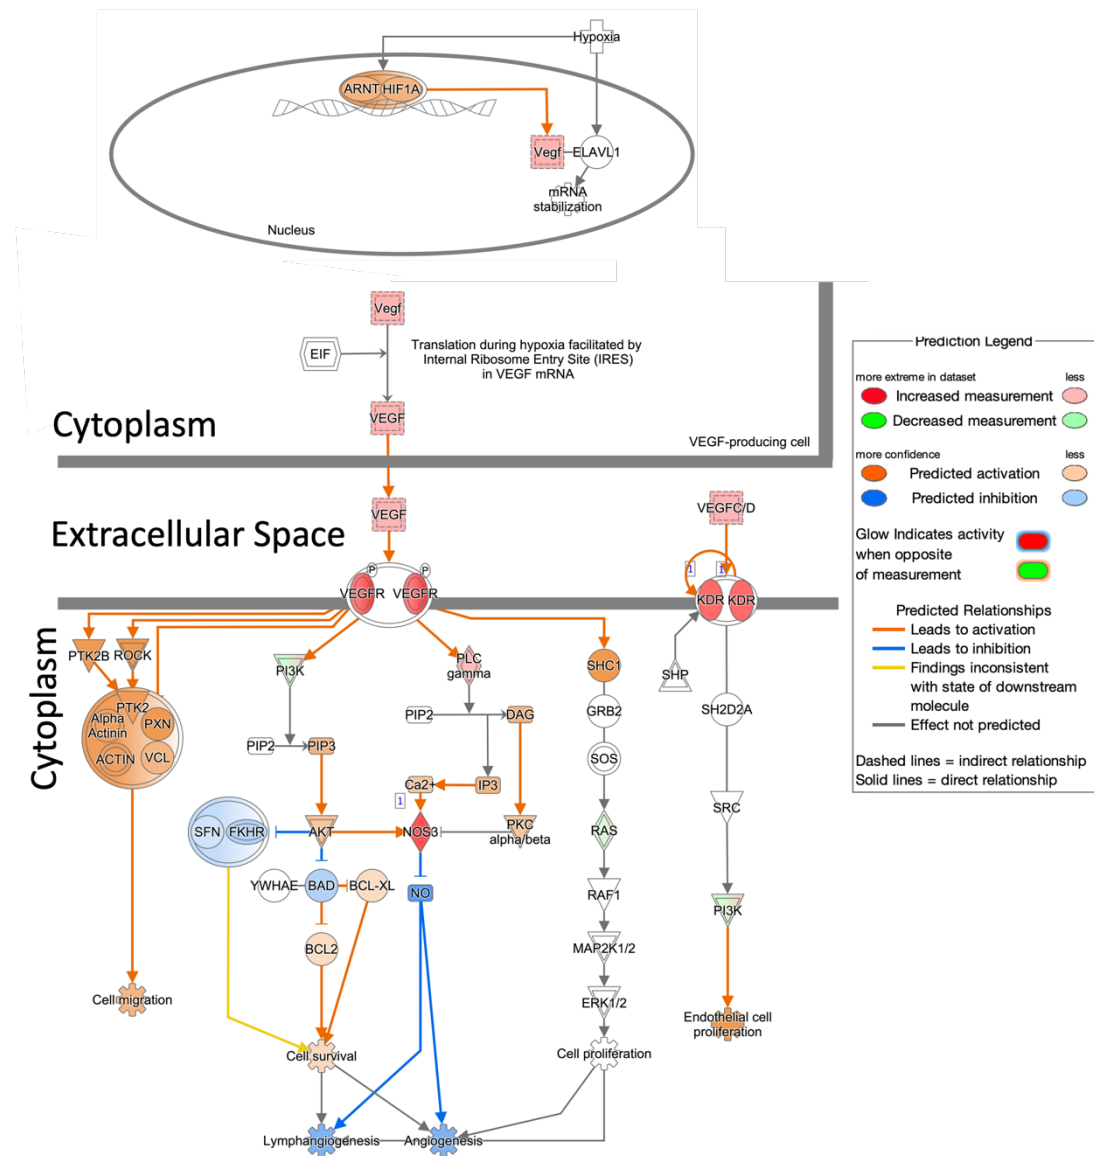 Hypoxia
ARNT HIF1A
Vegf ELAVL1
mRNA
stabilization
Nucleus
Vegf
EIF
Translation during hypoxia facilitated by
Internal Ribosome Entry Site (IRES)
in VEGF mRNA
VEGF
Cytoplasm
VEGF-producing cell
Prediction Legend
more extreme in dataset less
Increased measurement
Decreased measurement
more confidence less
Predicted activation
Predicted inhibition
Glow Indicates activity
when opposite
of measurement
Predicted Relationships
Leads to activation
Leads to inhibition
Findings inconsistent
with state of downstream
molecule
Effect not predicted
Dashed lines = indirect relationship
Solid lines = direct relationship
Extracellular Space
VEGF
VEGFC/D
P P
VEGFR VEGFR
1 1
KDR KDR
Cytoplasm
PTK2B ROCK
PI3K
PLC
gamma
SHC1
SHP
PTK2
Alpha
Actinin
PXN
ACTIN
VCL
PIP2
DAG
GRB2
SH2D2A
PIP2 PIP3
SOS
Ca2+ IP3
1
SRC
SFN FKHR
AKT
NOS3
PKC
alpha/beta
RAS
YWHAE BAD BCL-XL
NO
RAF1
PI3K
BCL2
MAP2K1/2
Cell migration
ERK1/2
Endothelial cell
proliferation
Cell survival
Cell proliferation
Lymphangiogenesis
Angiogenesis